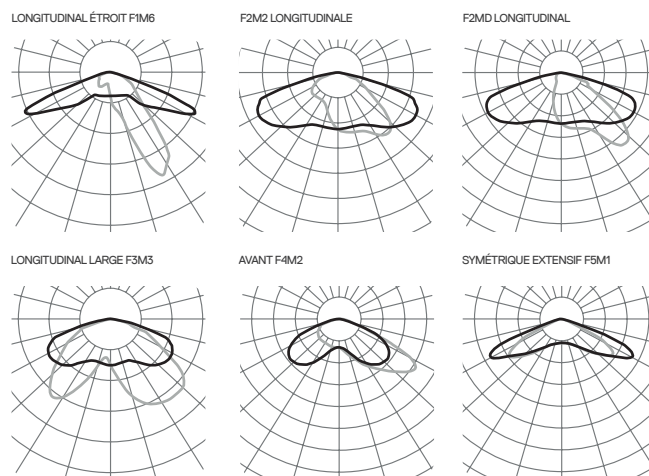 LONGITUDINAL ÉTROIT F1M6
F2M2 LONGITUDINALE
F2MD LONGITUDINAL
LONGITUDINAL LARGE F3M3
AVANT F4M2
SYMÉTRIQUE EXTENSIF F5M1